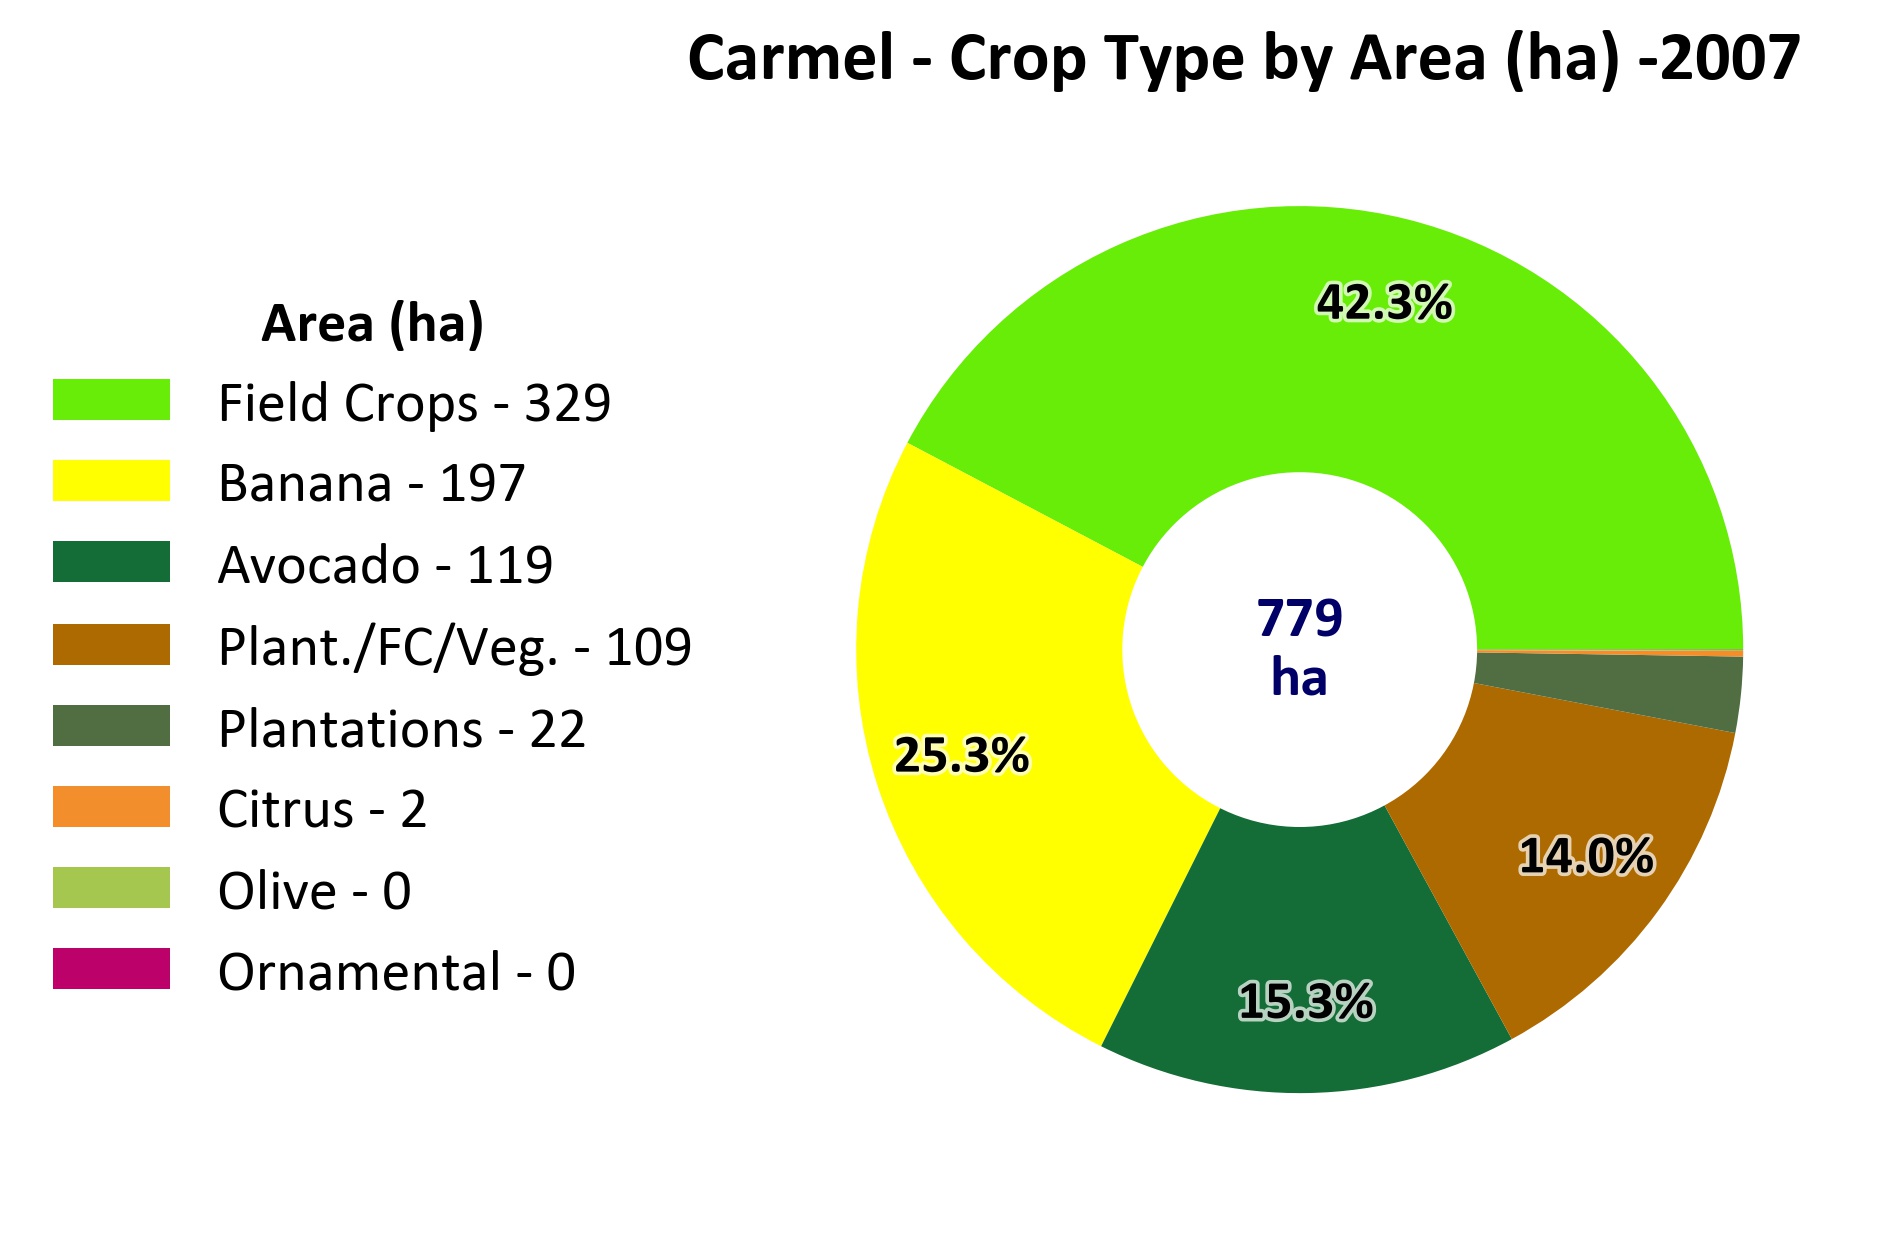 Carmel - Crop Type by Area (ha) -2007
Area (ha)
Field Crops - 329
Banana - 197
Avocado - 119
Plant./FC/Veg. - 109
Plantations - 22
Citrus - 2
Olive - 0
Ornamental - 0
42.3%
779
ha
25.3%
14.0%
15.3%